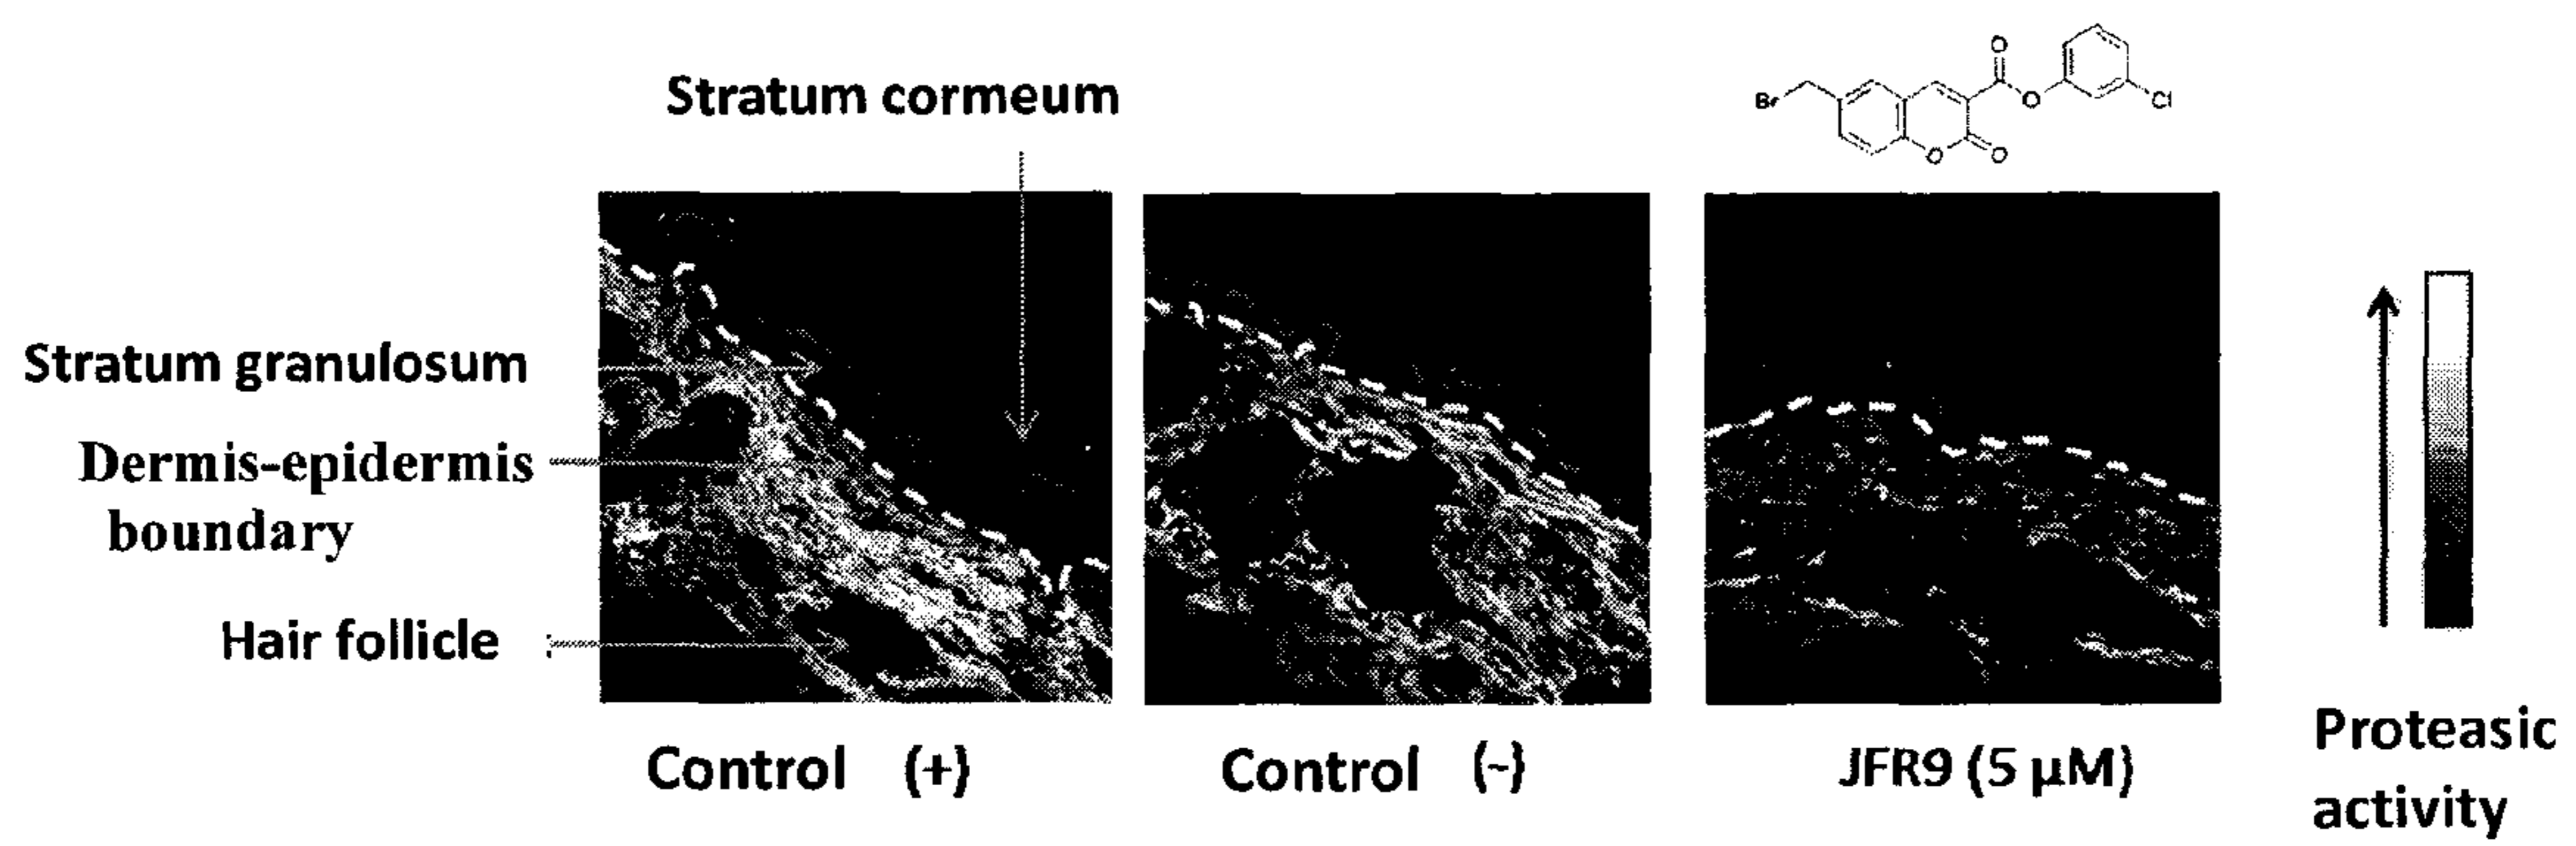 Stratum cormeum
Br
O
O
O
O
Cl
Stratum granulosum
Dermis-epidermis
boundary
Hair follicle
Control (+)
Control (-)
JFR9 (5 µM)
Proteasic
activity